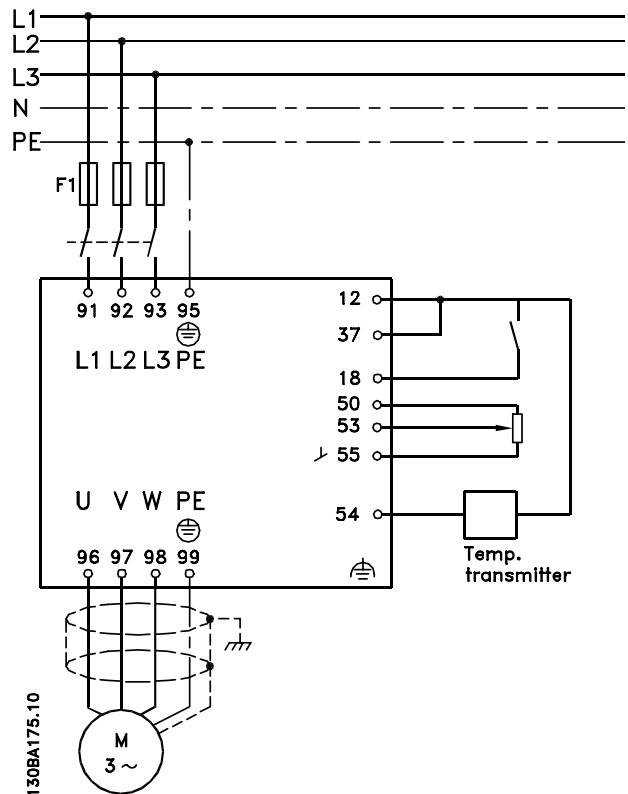 L1
L2
L3
N
PE
F1
91 92 93 95
L1 L2 L3 PE
12
37
18
50
53
55
54
Temp.
transmitter
U V W PE
96 97 98 99
M
3 ~
130BA175.10